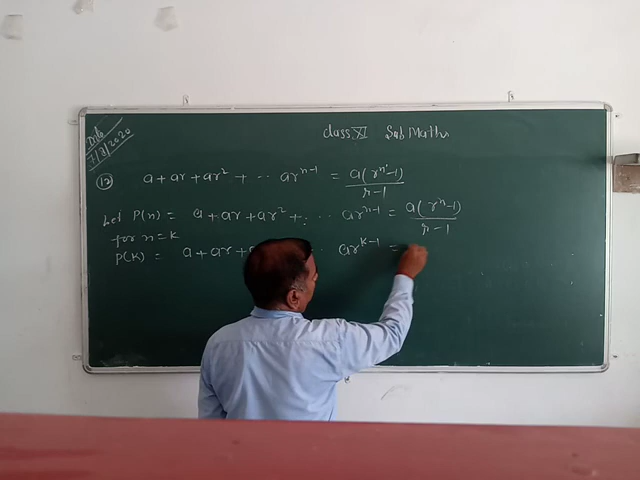 Date
7/8/2020
Class XI Sub Maths
(12) a + ar + ar² + ... ar^(n-1) = a(r^n - 1)/(r - 1)
Let P(n) = a + ar + ar² + ... ar^(n-1) = a(r^n - 1)/(r - 1)
for n = k
P(k) = a + ar + ... ar^(k-1) =